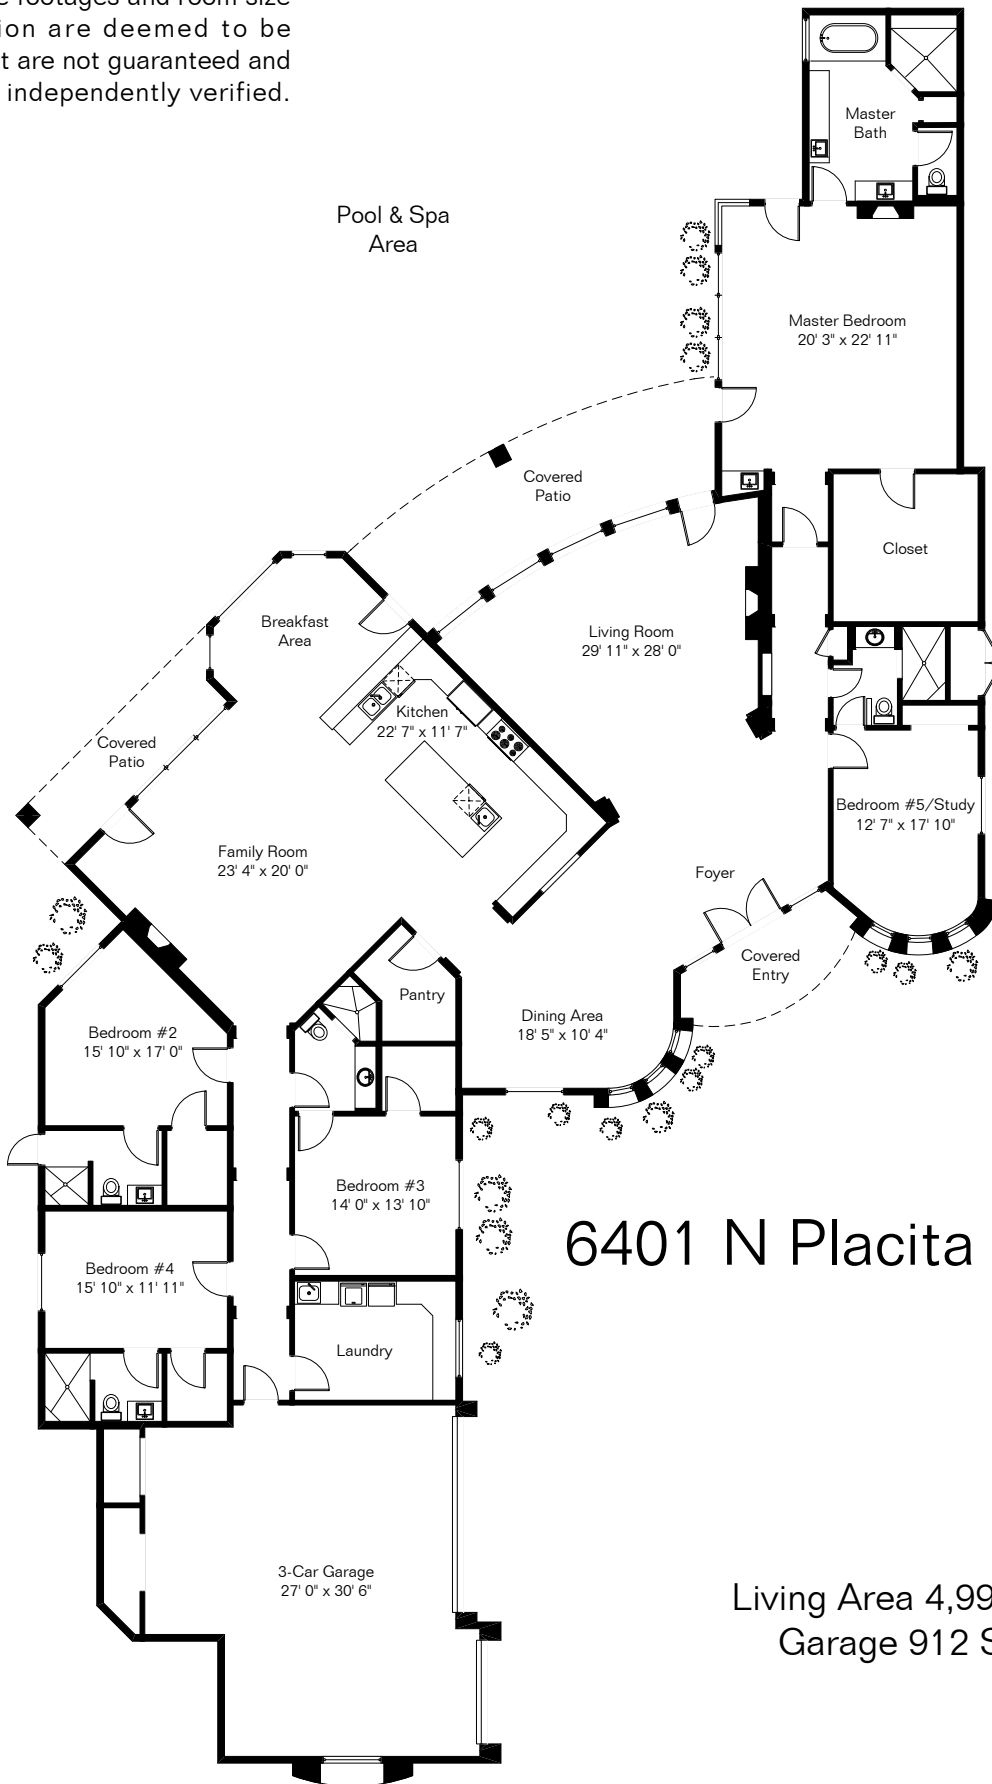 footages and room size
are deemed to be
are not guaranteed and
independently verified.
Pool & Spa
Area
Master
Bath
Master Bedroom
20' 3" x 22' 11"
Covered
Patio
Closet
Breakfast
Area
Living Room
29' 11" x 28' 0"
Kitchen
22' 7" x 11' 7"
Covered
Patio
Bedroom #5/Study
12' 7" x 17' 10"
Family Room
23' 4" x 20' 0"
Foyer
Covered
Entry
Pantry
Dining Area
18' 5" x 10' 4"
Bedroom #2
15' 10" x 17' 0"
Bedroom #3
14' 0" x 13' 10"
6401 N Placita
Bedroom #4
15' 10" x 11' 11"
Laundry
3-Car Garage
27' 0" x 30' 6"
Living Area 4,99
Garage 912 S